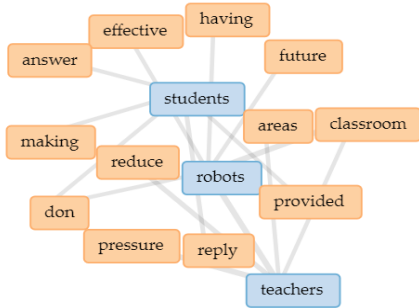 having
effective
answer
future
students
areas
classroom
making
reduce
robots
provided
don
pressure
reply
teachers